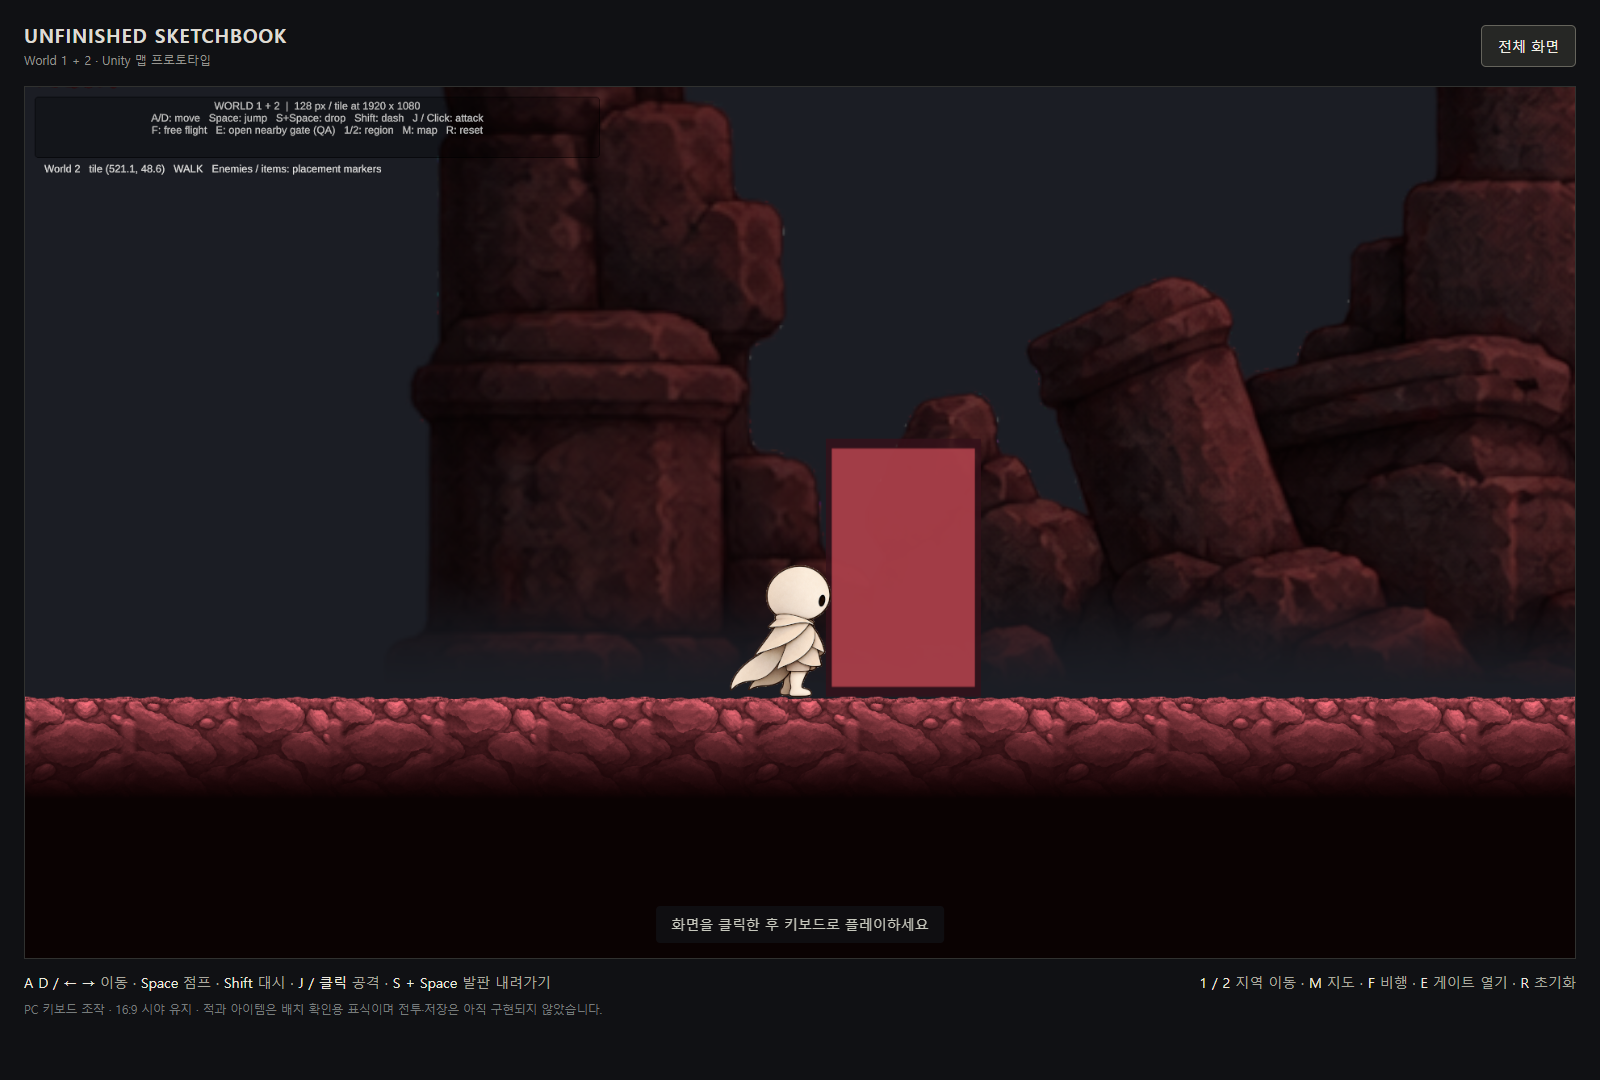 UNFINISHED SKETCHBOOK
World 1 + 2 · Unity 맵 프로토타입
전체 화면
WORLD 1 + 2 | 128 px / tile at 1920 x 1080
A/D: move Space: jump S+Space: drop Shift: dash J / Click: attack
F: free flight E: open nearby gate (QA) 1/2: region M: map R: reset
World 2 tile (521.1, 48.6) WALK Enemies / items: placement markers
화면을 클릭한 후 키보드로 플레이하세요
A D / ← → 이동 · Space 점프 · Shift 대시 · J / 클릭 공격 · S + Space 발판 내려가기
1 / 2 지역 이동 · M 지도 · F 비행 · E 게이트 열기 · R 초기화
PC 키보드 조작 · 16:9 시야 유지 · 적과 아이템은 배치 확인용 표식이며 전투·저장은 아직 구현되지 않았습니다.